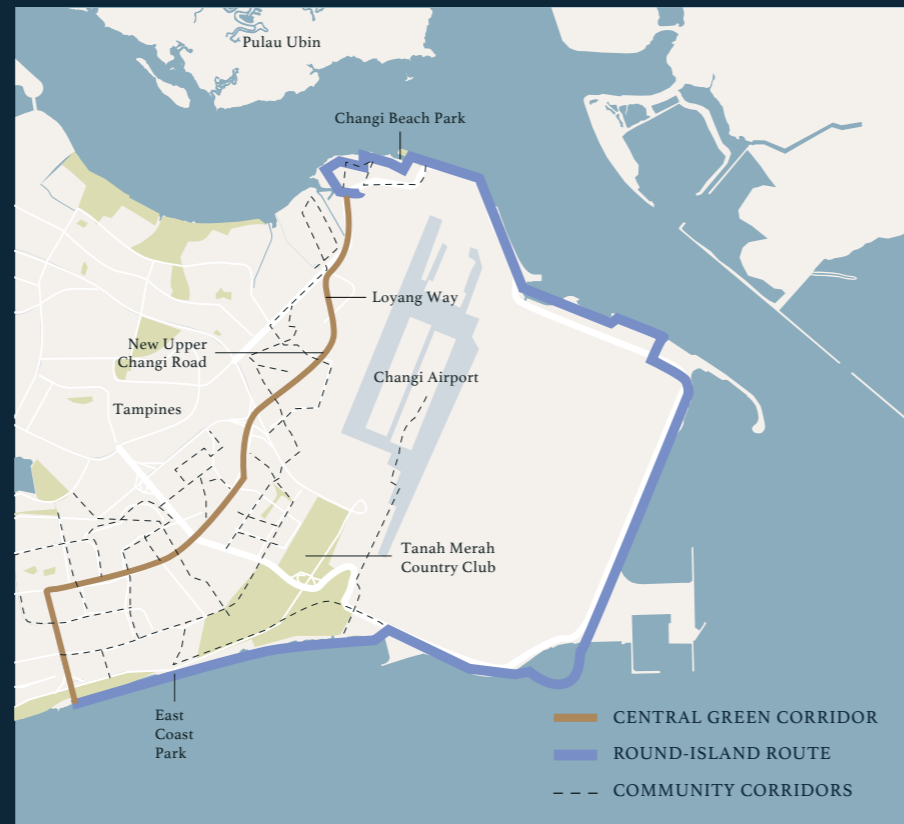 Pulau Ubin
Changi Beach Park
Loyang Way
New Upper
Changi Road
Changi Airport
Tampines
Tanah Merah
Country Club
East
Coast
Park
CENTRAL GREEN CORRIDOR
ROUND-ISLAND ROUTE
COMMUNITY CORRIDORS